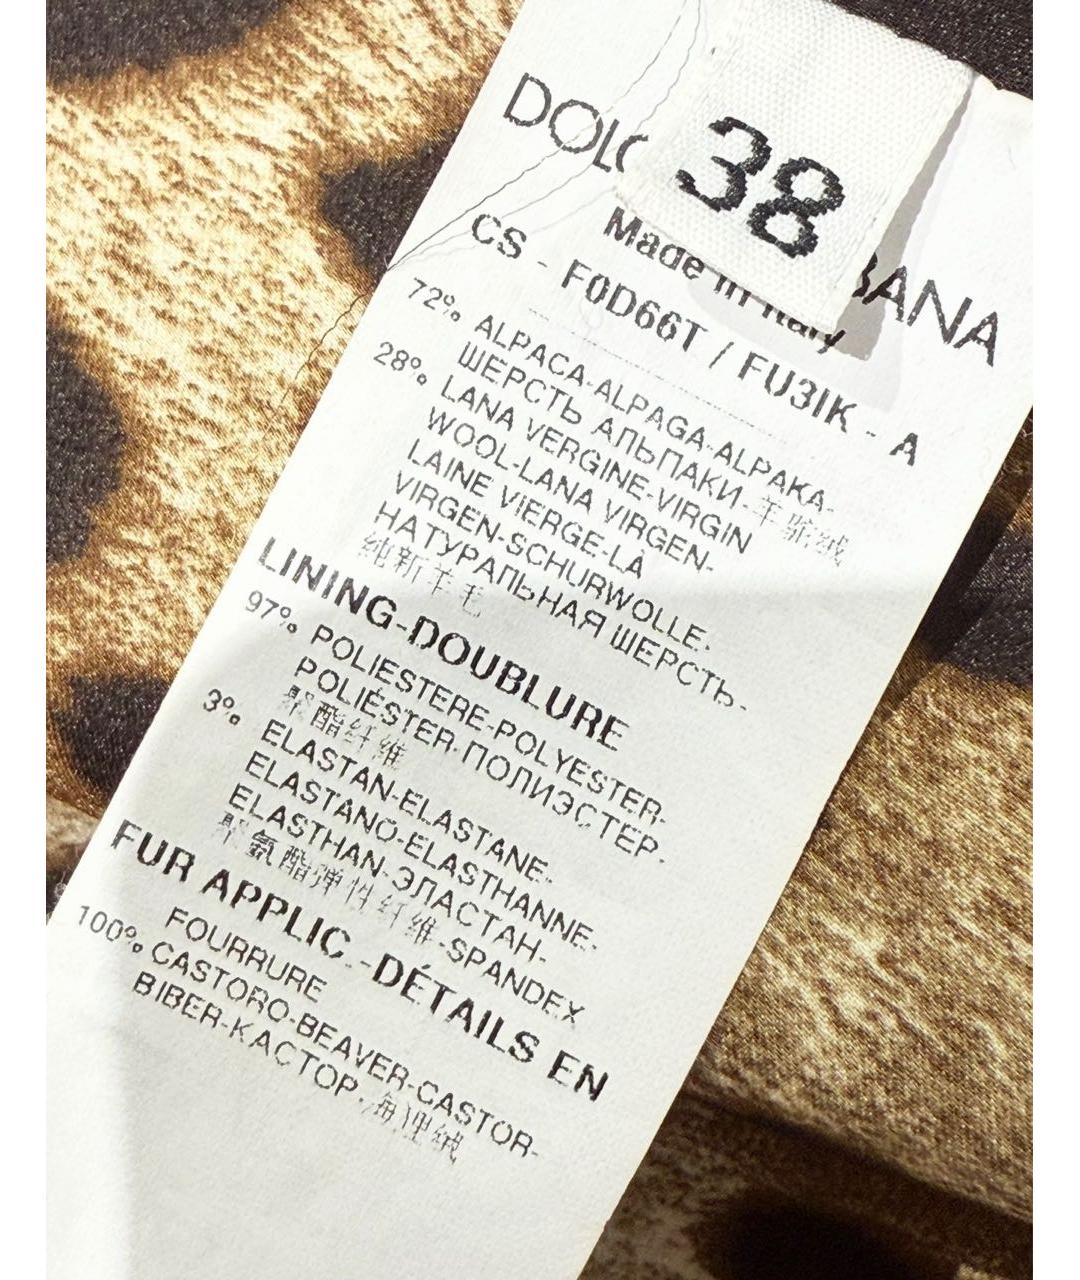 38
DOLC BANA
Made in Italy
CS - F0D66T / FU3IK - A
72% ALPACA-ALPAGA-ALPAKA-
ШЕРСТЬ АЛЬПАКИ-羊驼绒
28% LANA VERGINE-VIRGIN
WOOL-LANA VIRGEN-
LAINE VIERGE-LÀ
VIRGEN-SCHURWOLLE.
НАТУРАЛЬНАЯ ШЕРСТЬ-
纯新羊毛
LINING-DOUBLURE
97% POLIESTERE-POLYESTER-
POLIÉSTER-ПОЛИЭСТЕР-
聚酯纤维
3% ELASTAN-ELASTANE.
ELASTANO-ELASTHANNE-
ELASTHAN-ЭЛАСТАН-
聚氨酯弹性纤维-SPANDEX
FUR APPLIC.-DÉTAILS EN
FOURRURE
100% CASTORO-BEAVER-CASTOR-
BIBER-КАСТОР-海狸绒